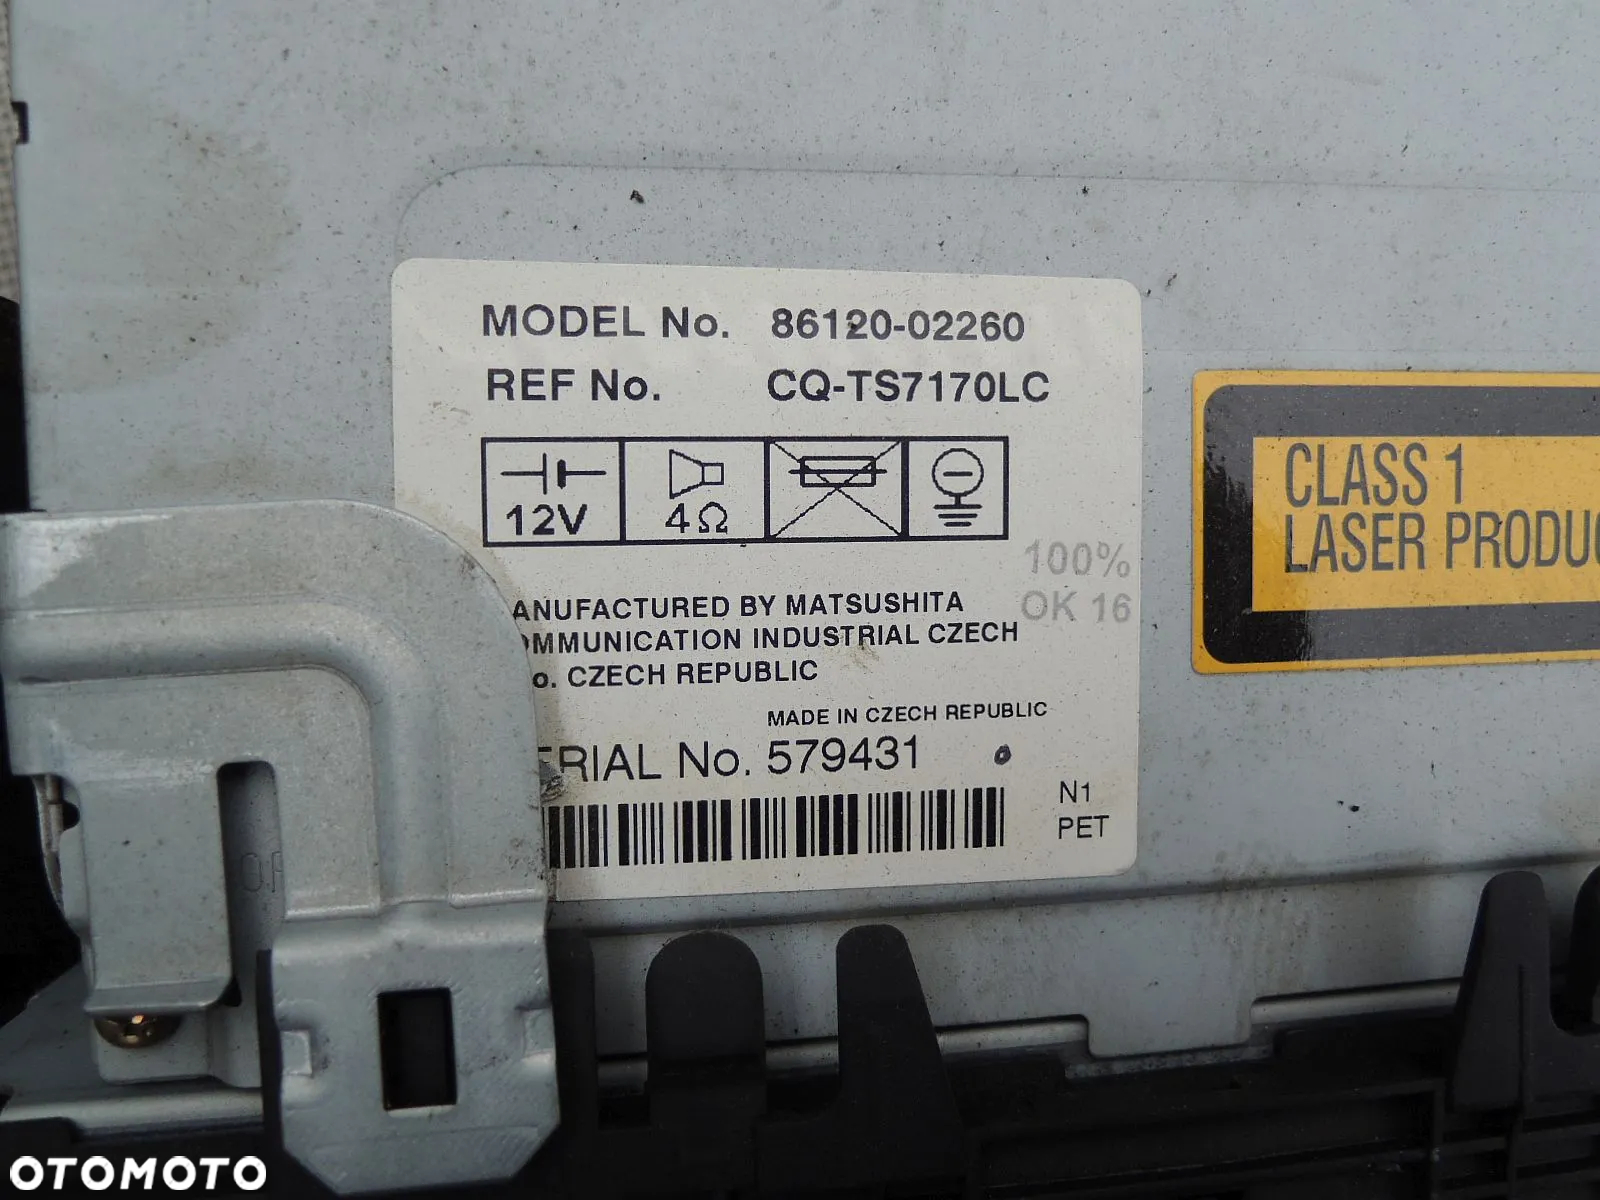 MODEL No. 86120-02260
REF No. CQ-TS7170LC
12V 4Ω
100%
OK 16
ANUFACTURED BY MATSUSHITA
OMMUNICATION INDUSTRIAL CZECH
o. CZECH REPUBLIC
MADE IN CZECH REPUBLIC
ERIAL No. 579431
N1
PET
CLASS 1
LASER PRODUC
OTOMOTO